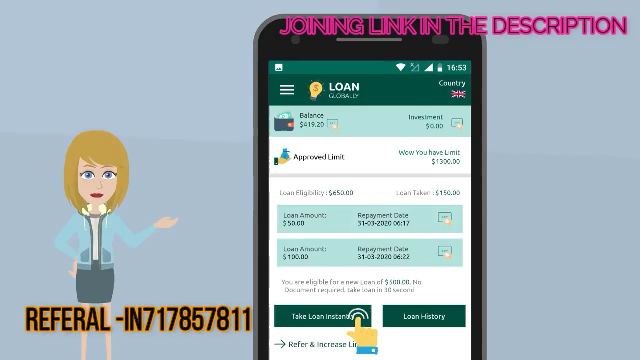 JOINING LINK IN THE DESCRIPTION
16:53
LOAN
GLOBALLY
Country
Balance
$419.20
Investment
$0.00
Approved Limit
Wow You have Limit
$1300.00
Loan Eligibility : $650.00
Loan Taken : $150.00
Loan Amount:
$ 50.00
Repayment Date
31-03-2020 06:17
Loan Amount:
$ 100.00
Repayment Date
31-03-2020 06:22
You are eligible for a new Loan of $500.00, No
Document required, take loan in 30 second
Take Loan Instantly
Loan History
Refer & Increase
REFERAL -IN717857811